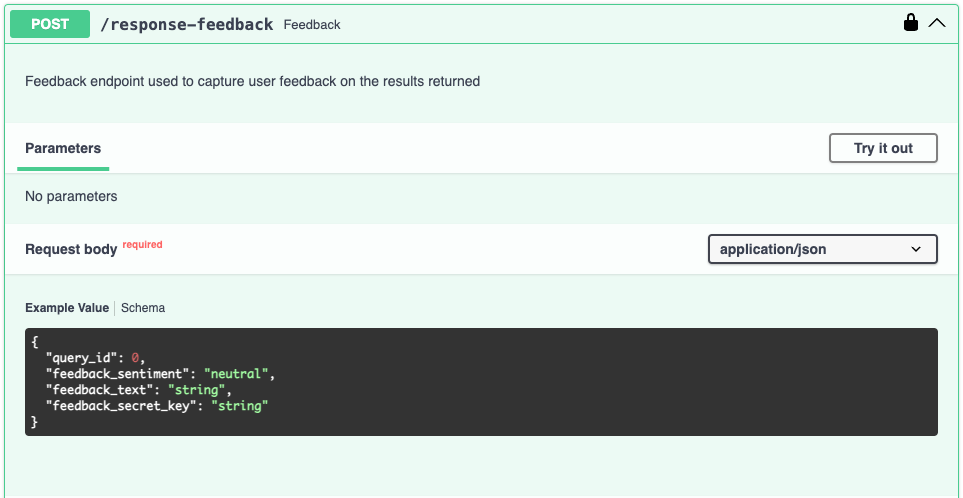 POST /response-feedback Feedback
Feedback endpoint used to capture user feedback on the results returned
Parameters Try it out
No parameters
Request body required application/json
Example Value Schema
{
  "query_id": 0,
  "feedback_sentiment": "neutral",
  "feedback_text": "string",
  "feedback_secret_key": "string"
}